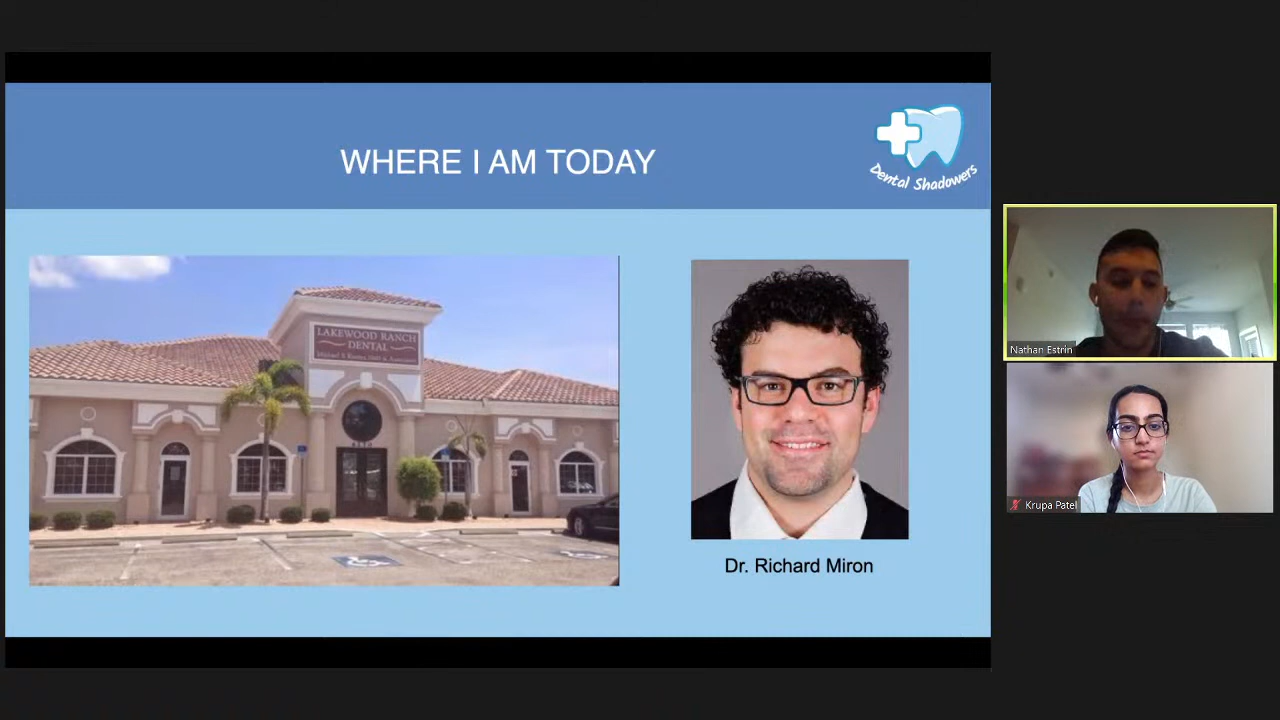 WHERE I AM TODAY
Dental Shadowers
LAKEWOOD RANCH
DENTAL
Dr. Richard Miron
Nathan Estrin
Krupa Patel